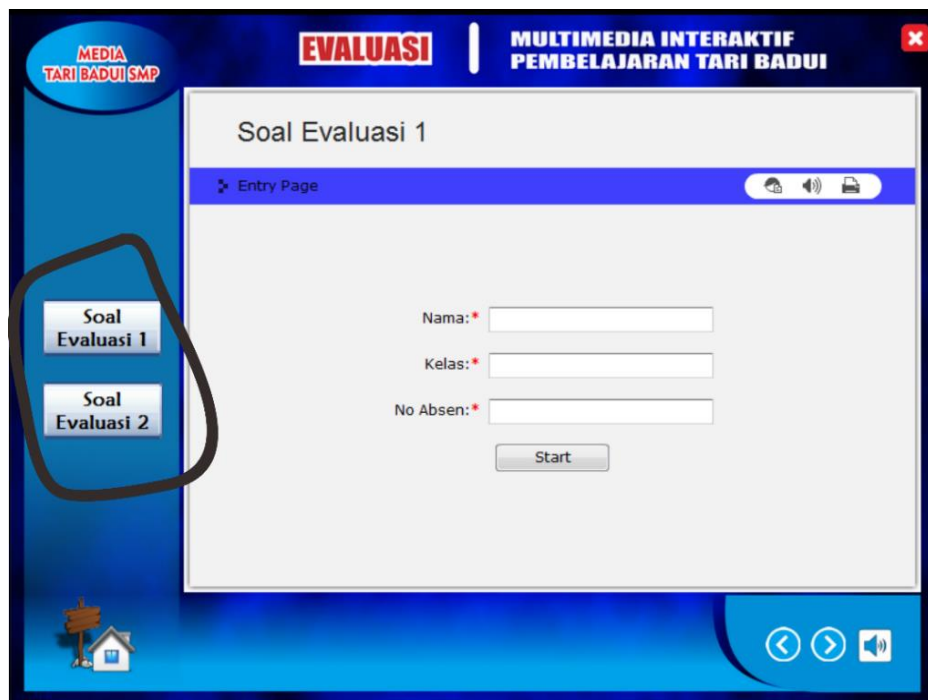 MEDIA
TARI BADUI SMP
EVALUASI
MULTIMEDIA INTERAKTIF
PEMBELAJARAN TARI BADUI
Soal Evaluasi 1
Entry Page
Soal
Evaluasi 1
Soal
Evaluasi 2
Nama:*
Kelas:*
No Absen:*
Start